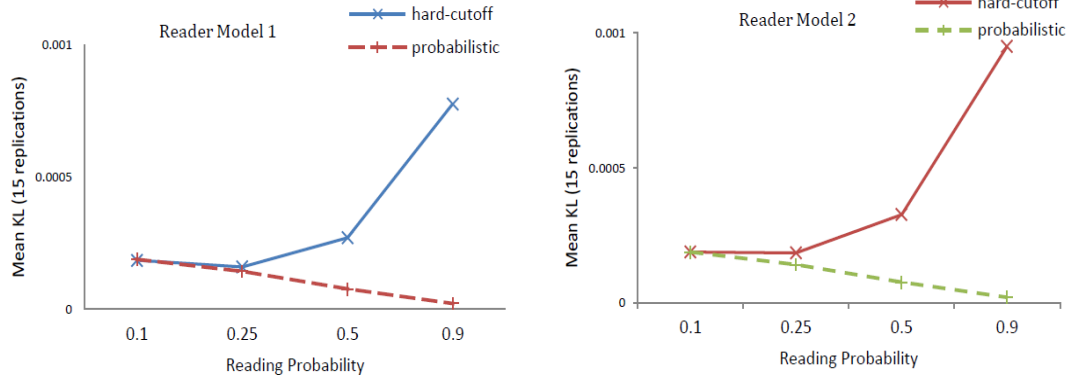 Reader Model 1
hard-cutoff
probabilistic
Mean KL (15 replications)
0.001
0.0005
0
0.1 0.25 0.5 0.9
Reading Probability
Reader Model 2
hard-cutoff
probabilistic
Mean KL (15 replications)
0.001
0.0005
0
0.1 0.25 0.5 0.9
Reading Probability